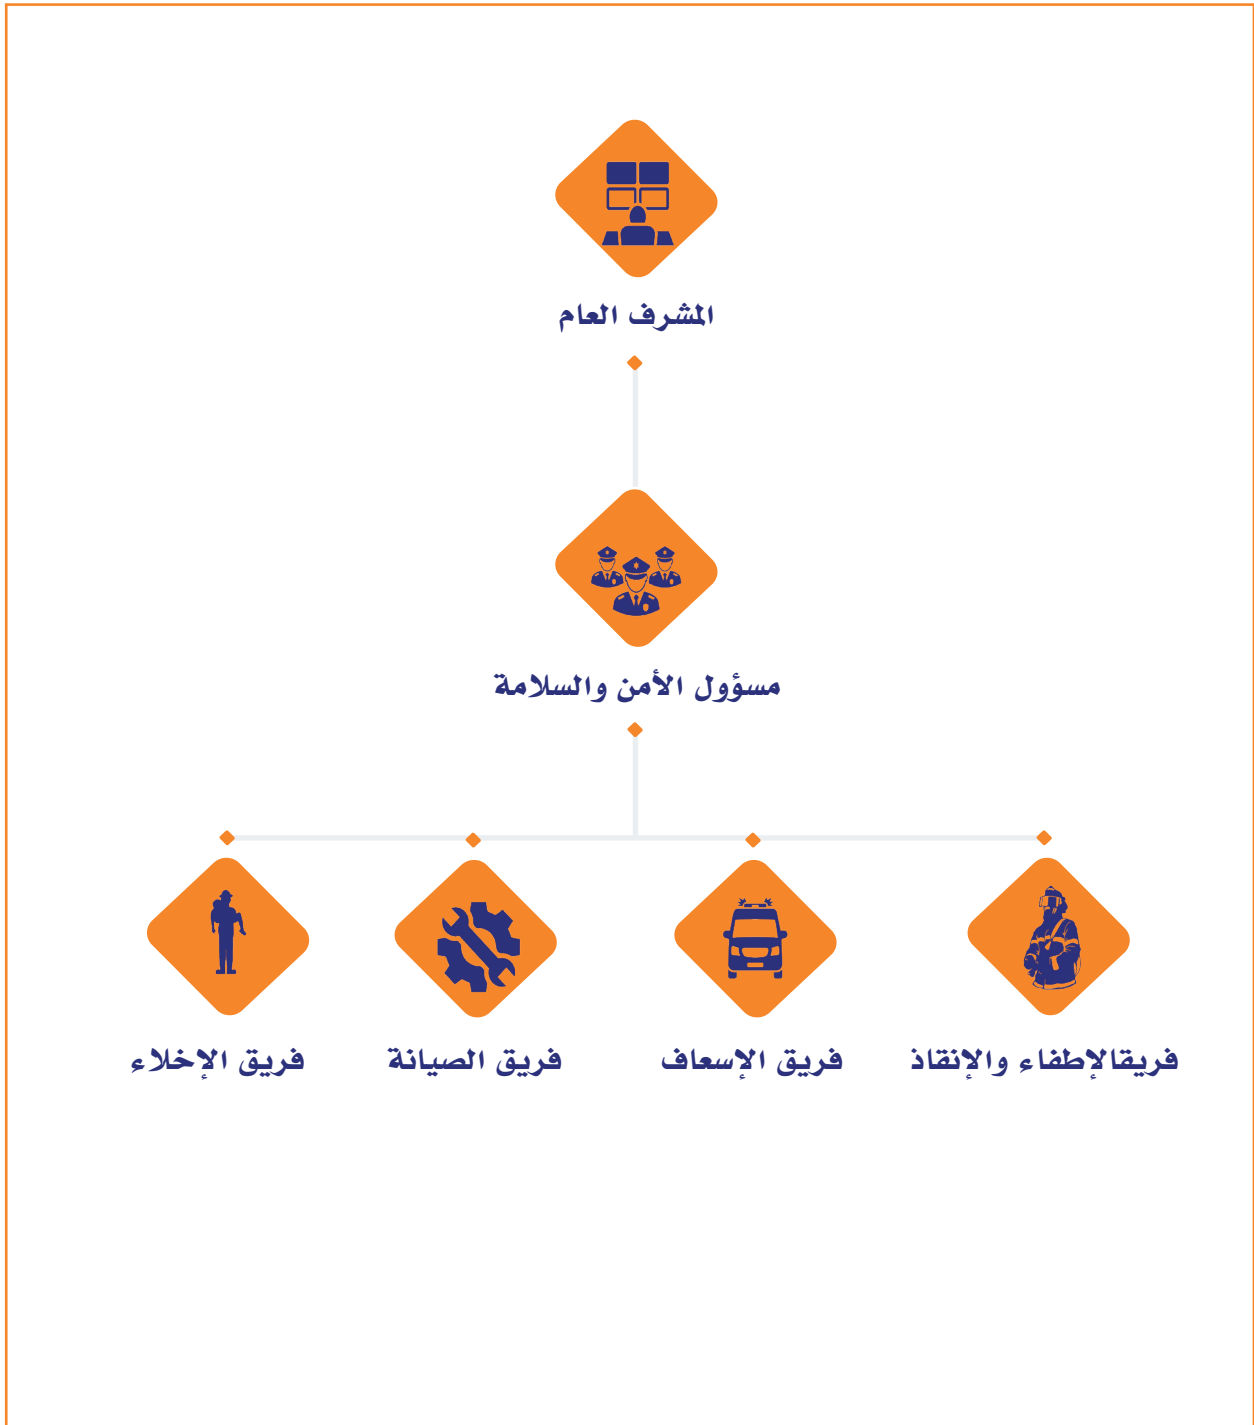 المشرف العام
مسؤول الأمن والسلامة
فريقالإطفاء والإنقاذ
فريق الإسعاف
فريق الصيانة
فريق الإخلاء